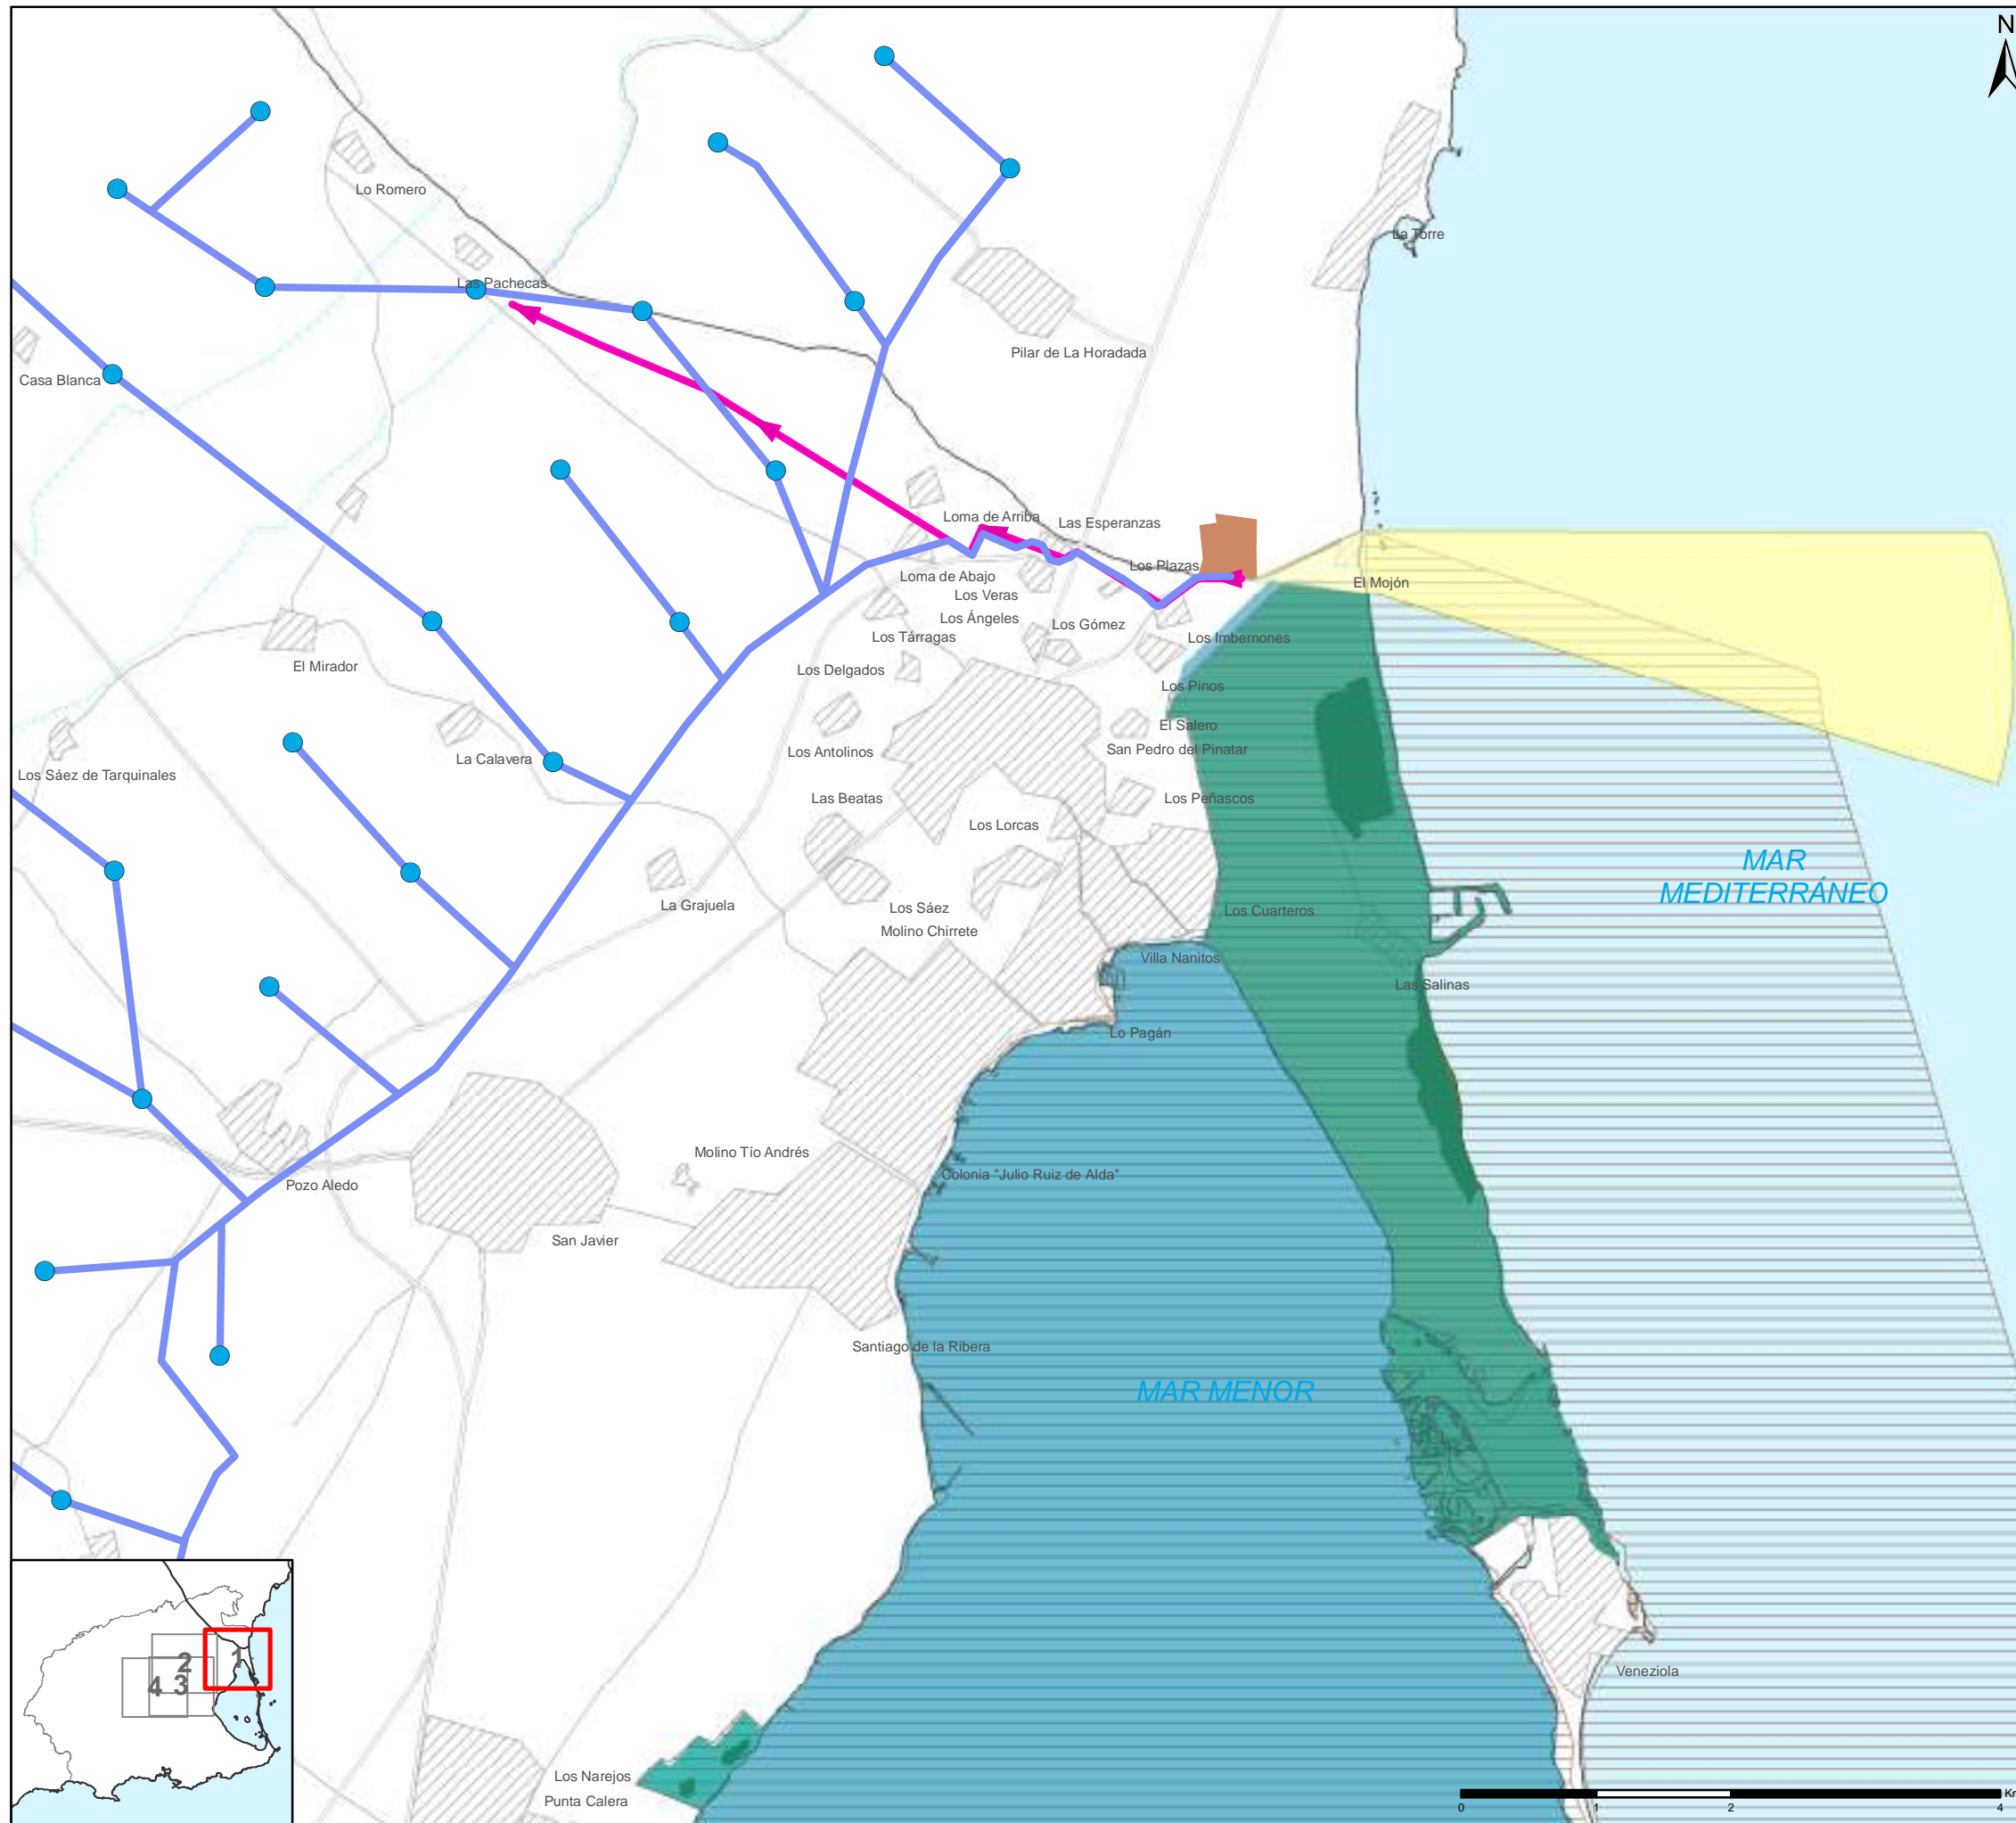 N
Lo Romero
La Torre
Las Pachecas
Pilar de La Horadada
Casa Blanca
Loma de Arriba
Las Esperanzas
Los Plazas
Loma de Abajo
El Mojón
Los Veras
Los Ángeles
Los Gómez
Los Tárragas
Los Imbernones
El Mirador
Los Delgados
Los Pinos
El Salero
Los Antolinos
San Pedro del Pinatar
La Calavera
Los Sáez de Tarquinales
Las Beatas
Los Peñascos
Los Lorcas
MAR
MEDITERRÁNEO
La Grajuela
Los Sáez
Los Cuarteros
Molino Chirrete
Villa Nanitos
Las Salinas
Lo Pagán
Molino Tío Andrés
Colonia "Julio Ruiz de Alda"
Pozo Aledo
San Javier
Santiago de la Ribera
MAR MENOR
1
2
3
4
Veneziola
Los Narejos
Punta Calera
0
1
2
4